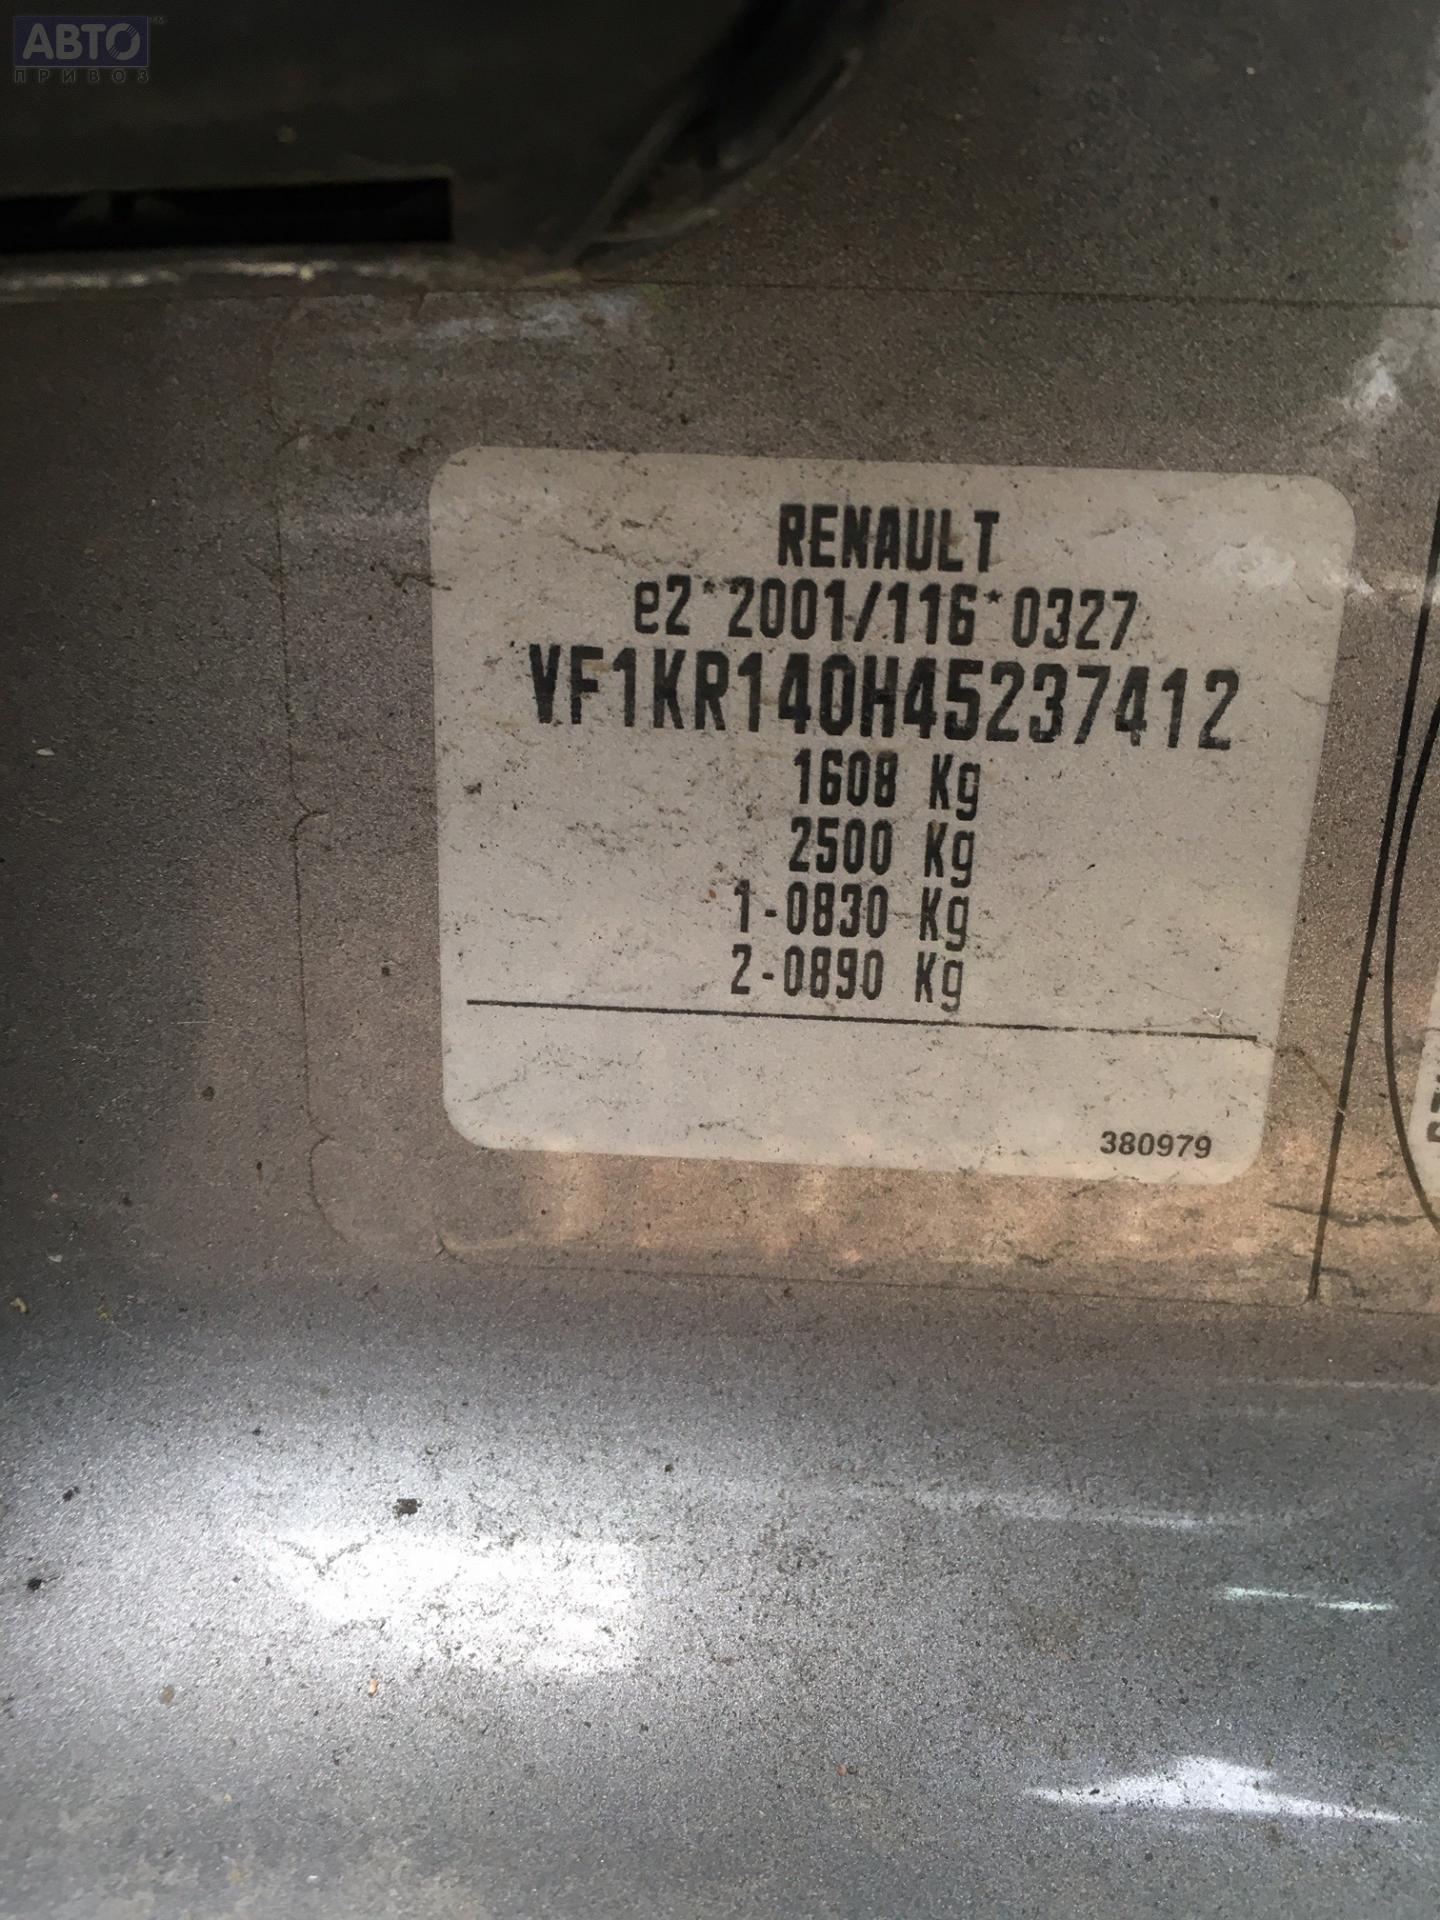 АВТО
ПРИВОЗ
RENAULT
e2*2001/116*0327
VF1KR140H45237412
1608 Kg
2500 Kg
1-0830 Kg
2-0890 Kg
380979